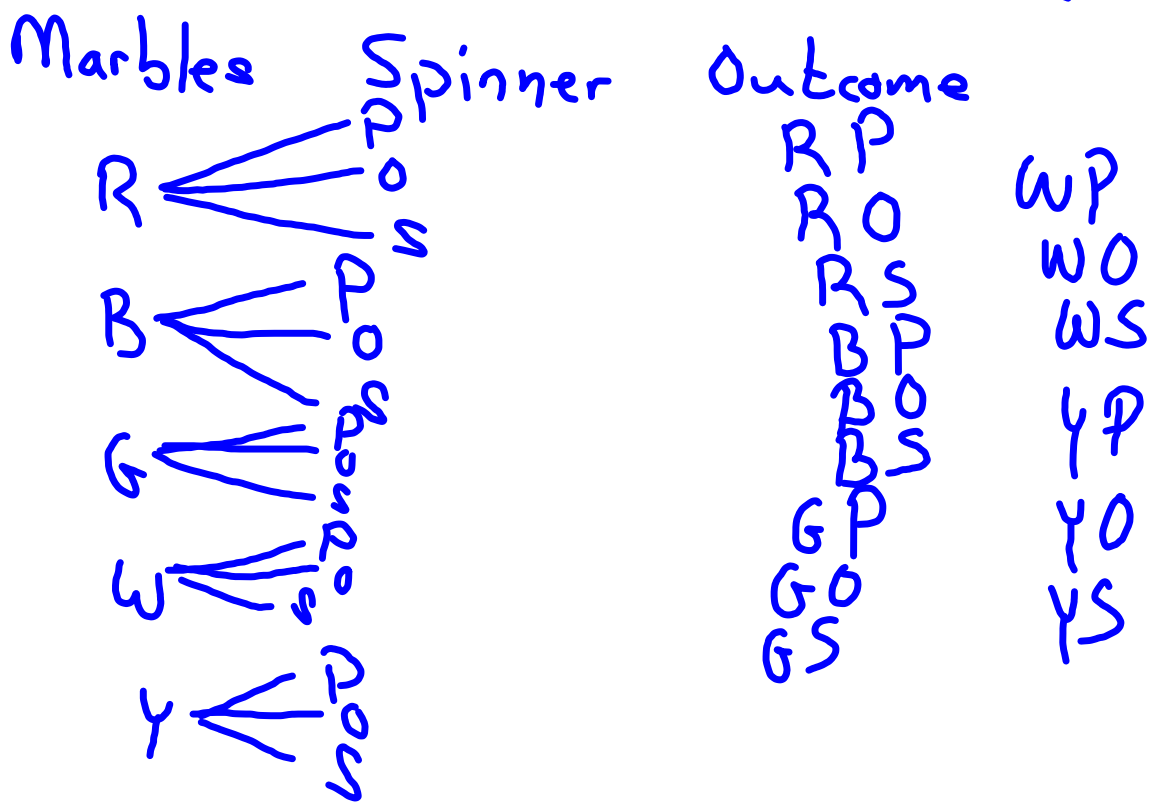 Marbles Spinner Outcome
R P O S
B P O S
G P O S
W P O S
Y P O S
RP
RO
RS
BP
BO
BS
GP
GO
GS
WP
WO
WS
YP
YO
YS